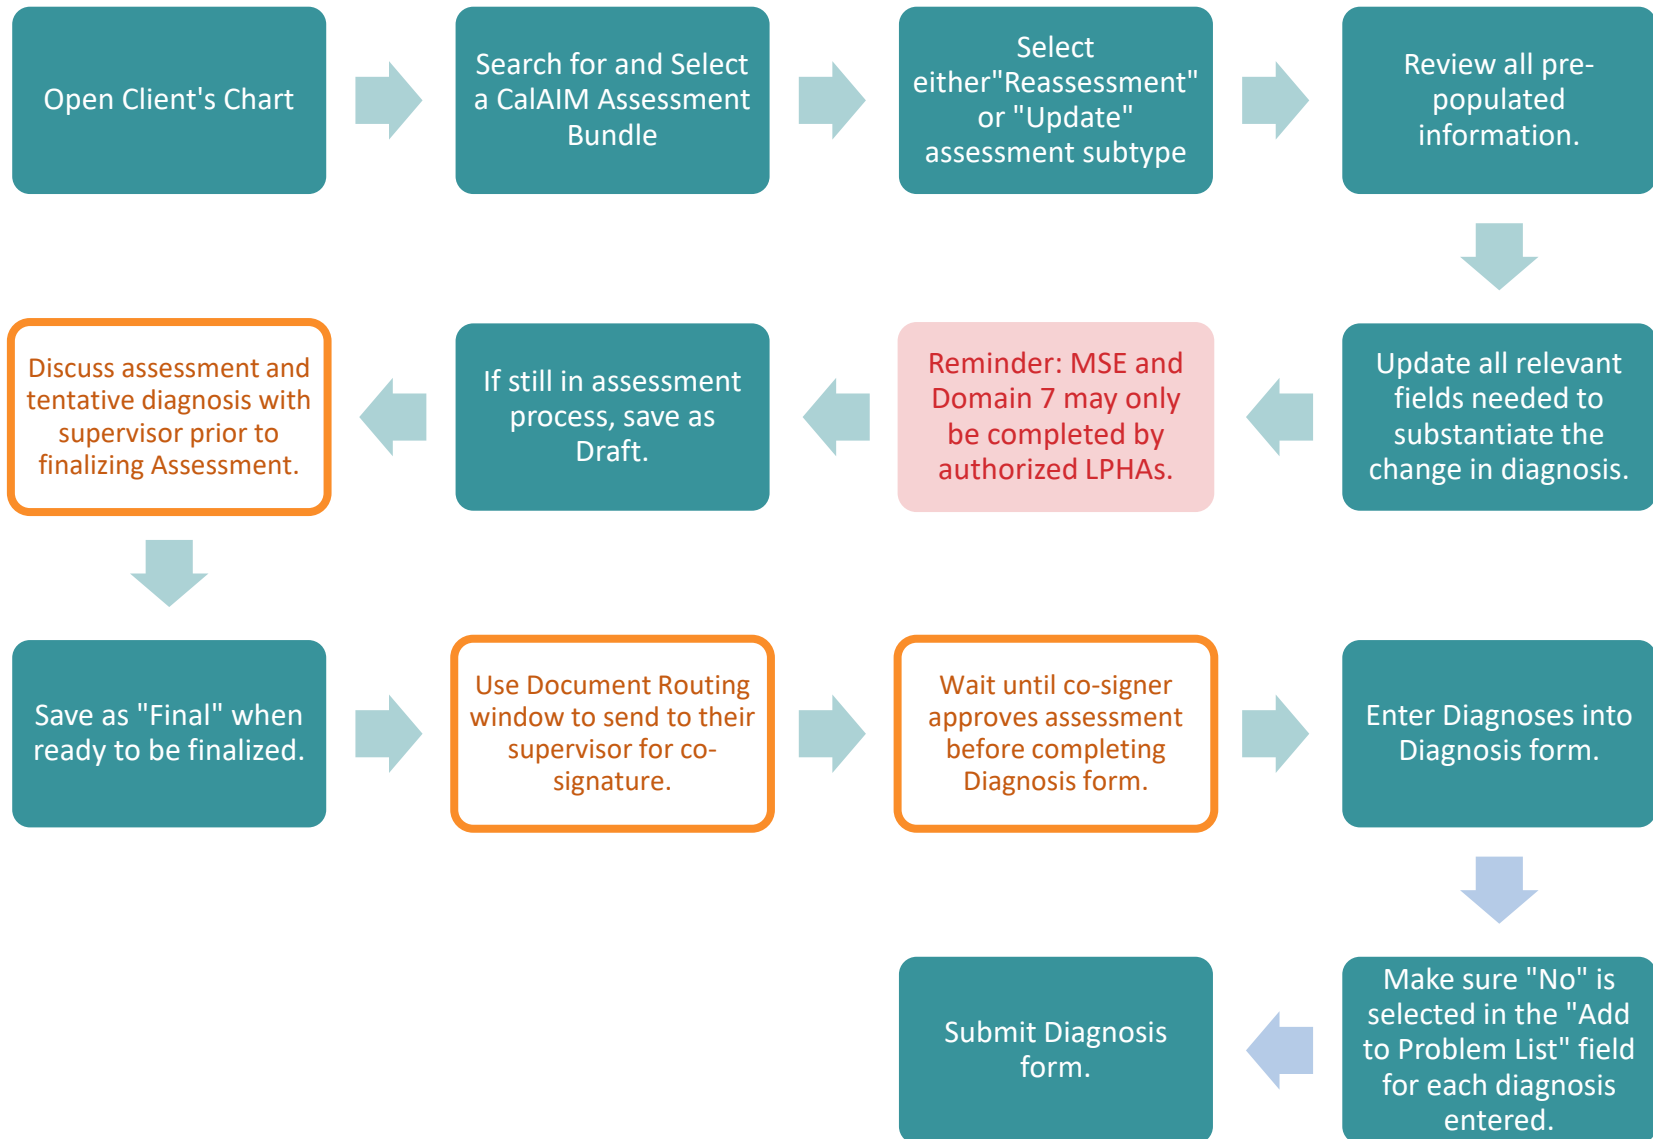 Open Client's Chart
Search for and Select
a CalAIM Assessment
Bundle
Select
either"Reassessment"
or "Update"
assessment subtype
Review all pre-
populated
information.
Update all relevant
fields needed to
substantiate the
change in diagnosis.
Reminder: MSE and
Domain 7 may only
be completed by
authorized LPHAs.
If still in assessment
process, save as
Draft.
Discuss assessment and
tentative diagnosis with
supervisor prior to
finalizing Assessment.
Save as "Final" when
ready to be finalized.
Use Document Routing
window to send to their
supervisor for co-
signature.
Wait until co-signer
approves assessment
before completing
Diagnosis form.
Enter Diagnoses into
Diagnosis form.
Make sure "No" is
selected in the "Add
to Problem List" field
for each diagnosis
entered.
Submit Diagnosis
form.